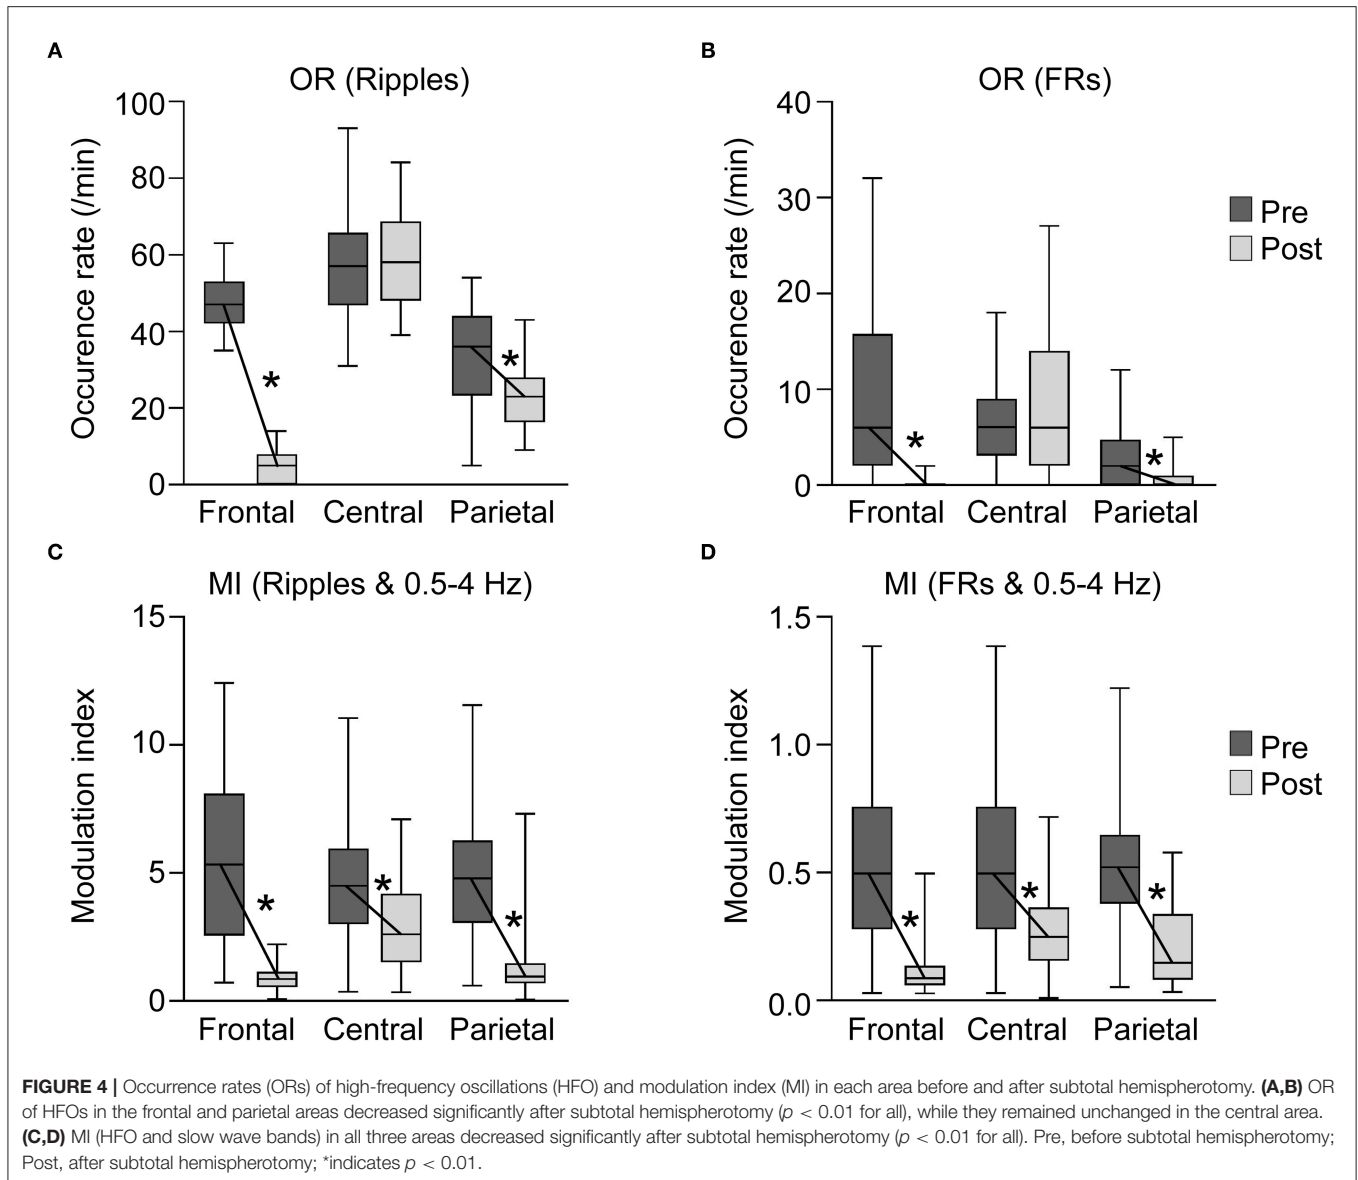 A
OR (Ripples)
Occurence rate (/min)
100
80
60
40
20
0
*
*
Frontal Central Parietal
B
OR (FRs)
Occurence rate (/min)
40
30
20
10
0
*
*
Frontal Central Parietal
Pre
Post
C
MI (Ripples & 0.5-4 Hz)
Modulation index
15
10
5
0
*
*
*
Frontal Central Parietal
D
MI (FRs & 0.5-4 Hz)
Modulation index
1.5
1.0
0.5
0.0
*
*
*
Frontal Central Parietal
Pre
Post
FIGURE 4 | Occurrence rates (ORs) of high-frequency oscillations (HFO) and modulation index (MI) in each area before and after subtotal hemispherotomy. (A,B) OR
of HFOs in the frontal and parietal areas decreased significantly after subtotal hemispherotomy (p < 0.01 for all), while they remained unchanged in the central area.
(C,D) MI (HFO and slow wave bands) in all three areas decreased significantly after subtotal hemispherotomy (p < 0.01 for all). Pre, before subtotal hemispherotomy;
Post, after subtotal hemispherotomy; *indicates p < 0.01.